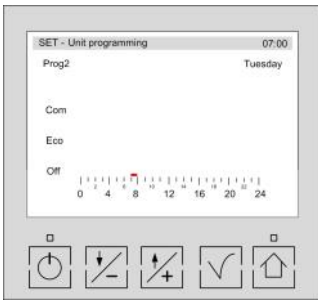 SET - Unit programming 07:00
Prog2 Tuesday
Com
Eco
Off
0 4 8 12 16 20 24